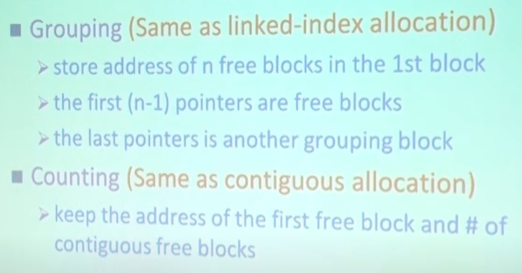 Grouping (Same as linked-index allocation)
store address of n free blocks in the 1st block
the first (n-1) pointers are free blocks
the last pointers is another grouping block
Counting (Same as contiguous allocation)
keep the address of the first free block and # of
contiguous free blocks